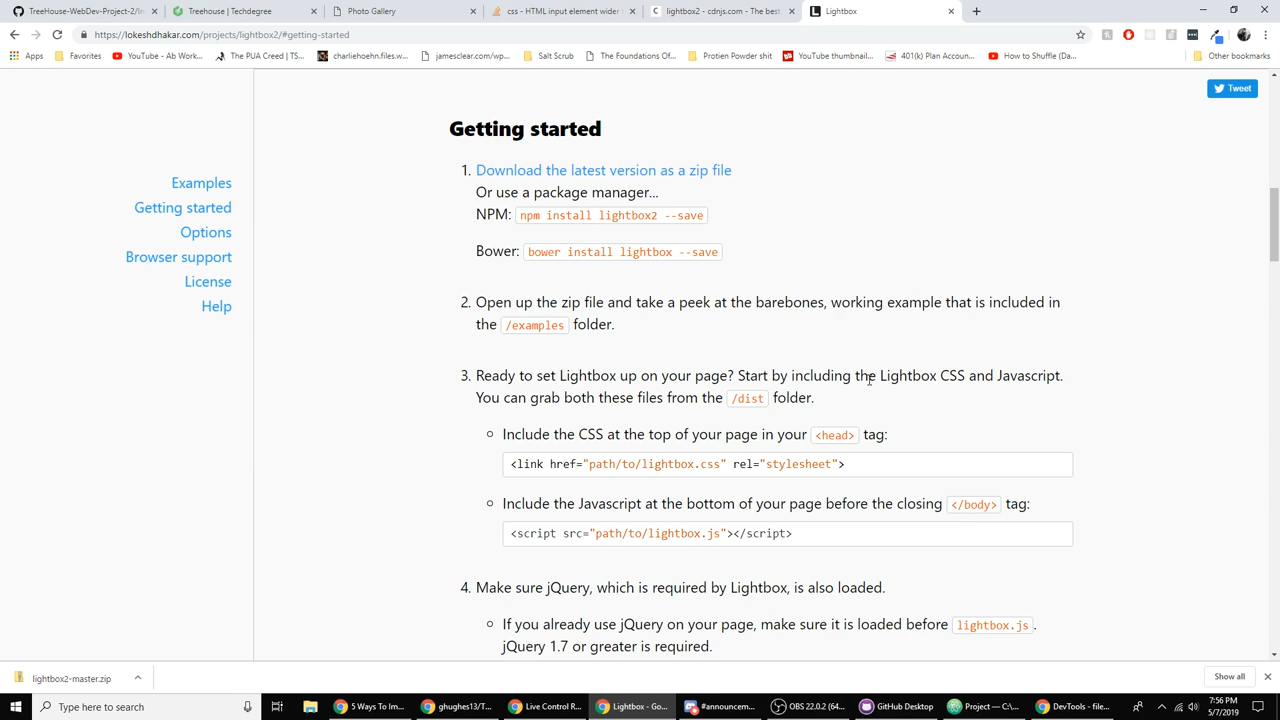 TreeHouse-WebDev-Project-2/In
Treehouse | Techdegree
Photo Gallery
css - HTML input element wider t
lightbox2 - cdnjs.com - The best
Lightbox
https://lokeshdhakar.com/projects/lightbox2/#getting-started
Apps
Favorites
YouTube - Ab Work...
The PUA Creed | TS...
charliehoehn.files.w...
jamesclear.com/wp...
Salt Scrub
The Foundations Of...
Protien Powder shit
YouTube thumbnail...
401(k) Plan Accoun...
How to Shuffle (Da...
Other bookmarks
Tweet
Examples
Getting started
Options
Browser support
License
Help
Getting started
1. Download the latest version as a zip file
Or use a package manager...
NPM: npm install lightbox2 --save
Bower: bower install lightbox --save
2. Open up the zip file and take a peek at the barebones, working example that is included in
the /examples folder.
3. Ready to set Lightbox up on your page? Start by including the Lightbox CSS and Javascript.
You can grab both these files from the /dist folder.
Include the CSS at the top of your page in your <head> tag:
<link href="path/to/lightbox.css" rel="stylesheet">
Include the Javascript at the bottom of your page before the closing </body> tag:
<script src="path/to/lightbox.js"></script>
4. Make sure jQuery, which is required by Lightbox, is also loaded.
If you already use jQuery on your page, make sure it is loaded before lightbox.js.
jQuery 1.7 or greater is required.
lightbox2-master.zip
Show all
Type here to search
5 Ways To Im...
ghughes13/T...
Live Control R...
Lightbox - Go...
#announcem...
OBS 22.0.2 (64...
GitHub Desktop
Project — C:...
DevTools - file...
7:56 PM
5/7/2019